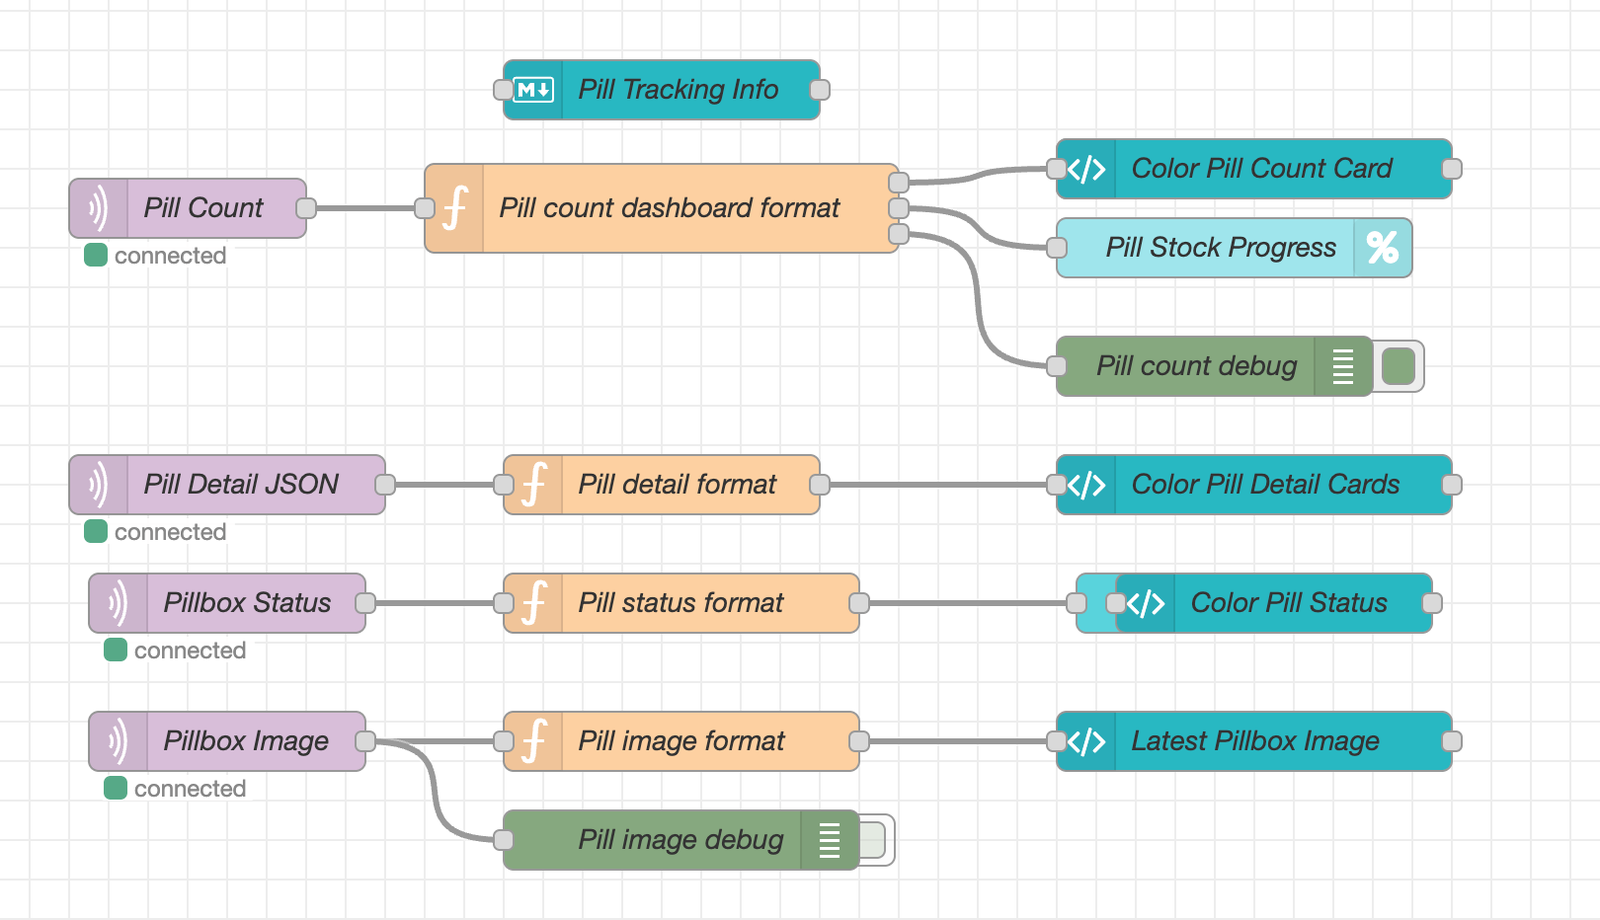 M↓ Pill Tracking Info
Color Pill Count Card
Pill Count
Pill count dashboard format
connected
Pill Stock Progress %
Pill count debug
Pill Detail JSON
Pill detail format
Color Pill Detail Cards
connected
Pillbox Status
Pill status format
Color Pill Status
connected
Pillbox Image
Pill image format
Latest Pillbox Image
connected
Pill image debug